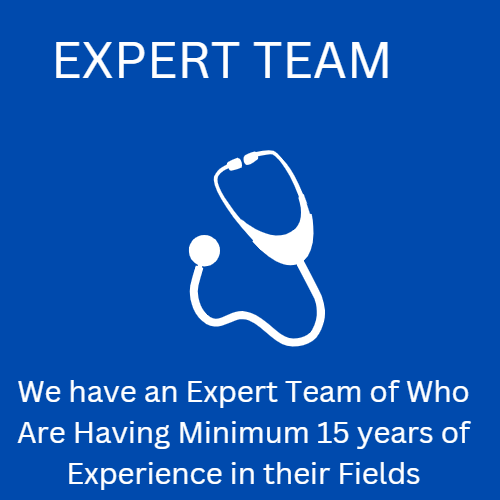 EXPERT TEAM
We have an Expert Team of Who
Are Having Minimum 15 years of
Experience in their Fields